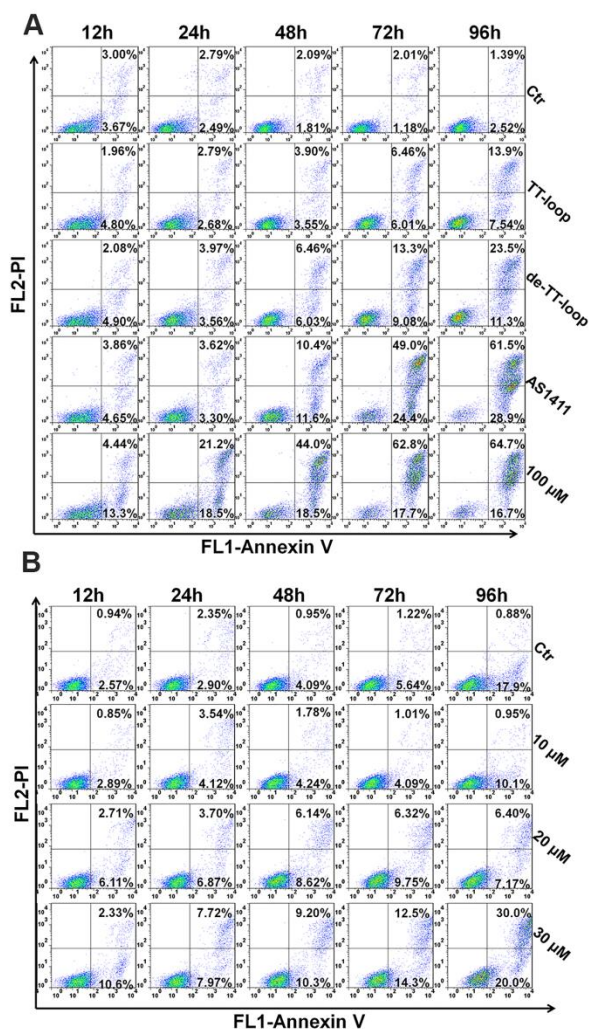 A
12h 24h 48h 72h 96h
3.00% 2.79% 2.09% 2.01% 1.39%
3.67% 2.49% 1.81% 1.18% 2.52%
Ctr
1.96% 2.79% 3.90% 6.46% 13.9%
4.80% 2.68% 3.55% 6.01% 7.54%
TT-loop
2.08% 3.97% 6.46% 13.3% 23.5%
4.90% 3.56% 6.03% 9.08% 11.3%
de-TT-loop
3.86% 3.62% 10.4% 49.0% 61.5%
4.65% 3.30% 11.6% 24.4% 28.9%
AS1411
4.44% 21.2% 44.0% 62.8% 64.7%
13.3% 18.5% 18.5% 17.7% 16.7%
100 µM
FL2-PI
FL1-Annexin V
B
12h 24h 48h 72h 96h
0.94% 2.35% 0.95% 1.22% 0.88%
2.57% 2.90% 4.09% 5.64% 17.9%
Ctr
0.85% 3.54% 1.78% 1.01% 0.95%
2.89% 4.12% 4.24% 4.09% 10.1%
10 µM
2.71% 3.70% 6.14% 6.32% 6.40%
6.11% 6.87% 8.62% 9.75% 7.17%
20 µM
2.33% 7.72% 9.20% 12.5% 30.0%
10.6% 7.97% 10.3% 14.3% 20.0%
30 µM
FL2-PI
FL1-Annexin V